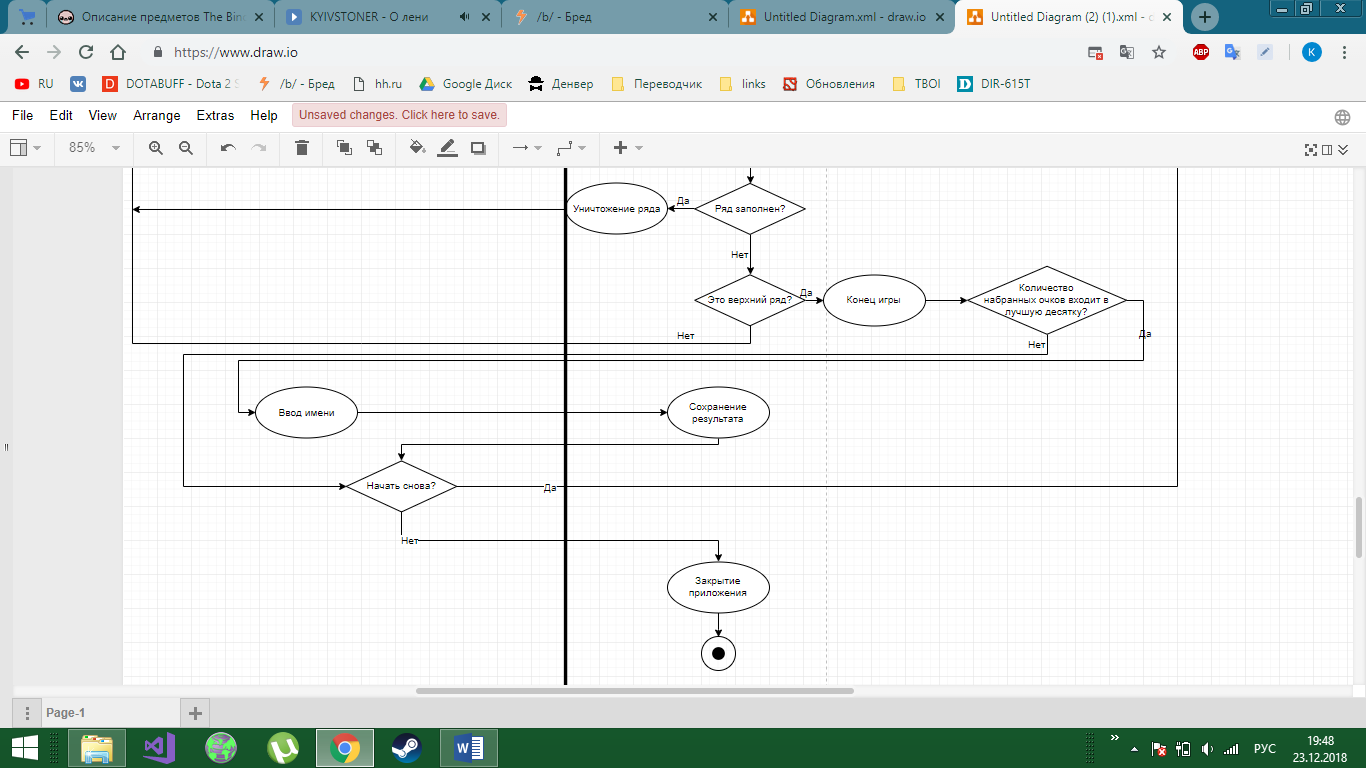 Описание предметов The Bin
KYIVSTONER - О лени
/b/ - Бред
Untitled Diagram.xml - draw.io
Untitled Diagram (2) (1).xml - d
https://www.draw.io
RU
DOTABUFF - Dota 2 S
/b/ - Бред
hh.ru
Google Диск
Денвер
Переводчик
links
Обновления
ТВОІ
DIR-615T
File Edit View Arrange Extras Help
Unsaved changes. Click here to save.
85%
Уничтожение ряда
Да
Ряд заполнен?
Нет
Это верхний ряд?
Да
Конец игры
Количество
набранных очков входит в
лучшую десятку?
Нет
Нет
Да
Ввод имени
Сохранение
результата
Начать снова?
Да
Нет
Закрытие
приложения
Page-1
РУС
19:48
23.12.2018